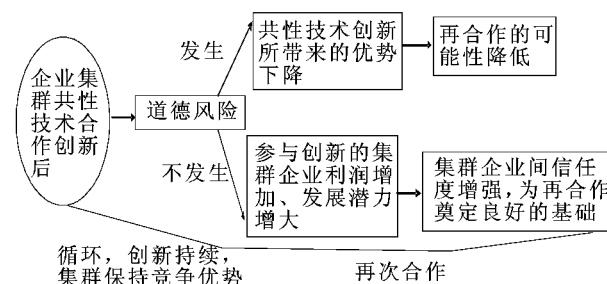 企业集
群共性
技术合
作创新
后
道德风险
发生
不发生
共性技术创新
所带来的优势
下降
再合作的可
能性降低
参与创新的集
群企业利润增
加、发展潜力
增大
集群企业间信任
度增强，为再合作
奠定良好的基础
循环，创新持续，
集群保持竞争优势
再次合作